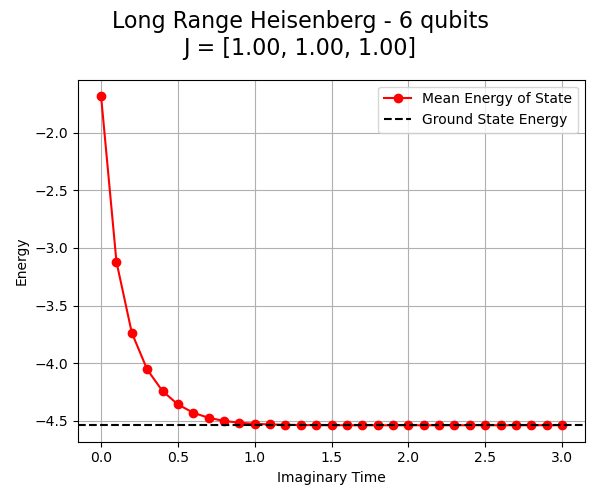 Long Range Heisenberg - 6 qubits
J = [1.00, 1.00, 1.00]
Mean Energy of State
Ground State Energy
−2.0
−2.5
−3.0
−3.5
−4.0
−4.5
Energy
0.0 0.5 1.0 1.5 2.0 2.5 3.0
Imaginary Time